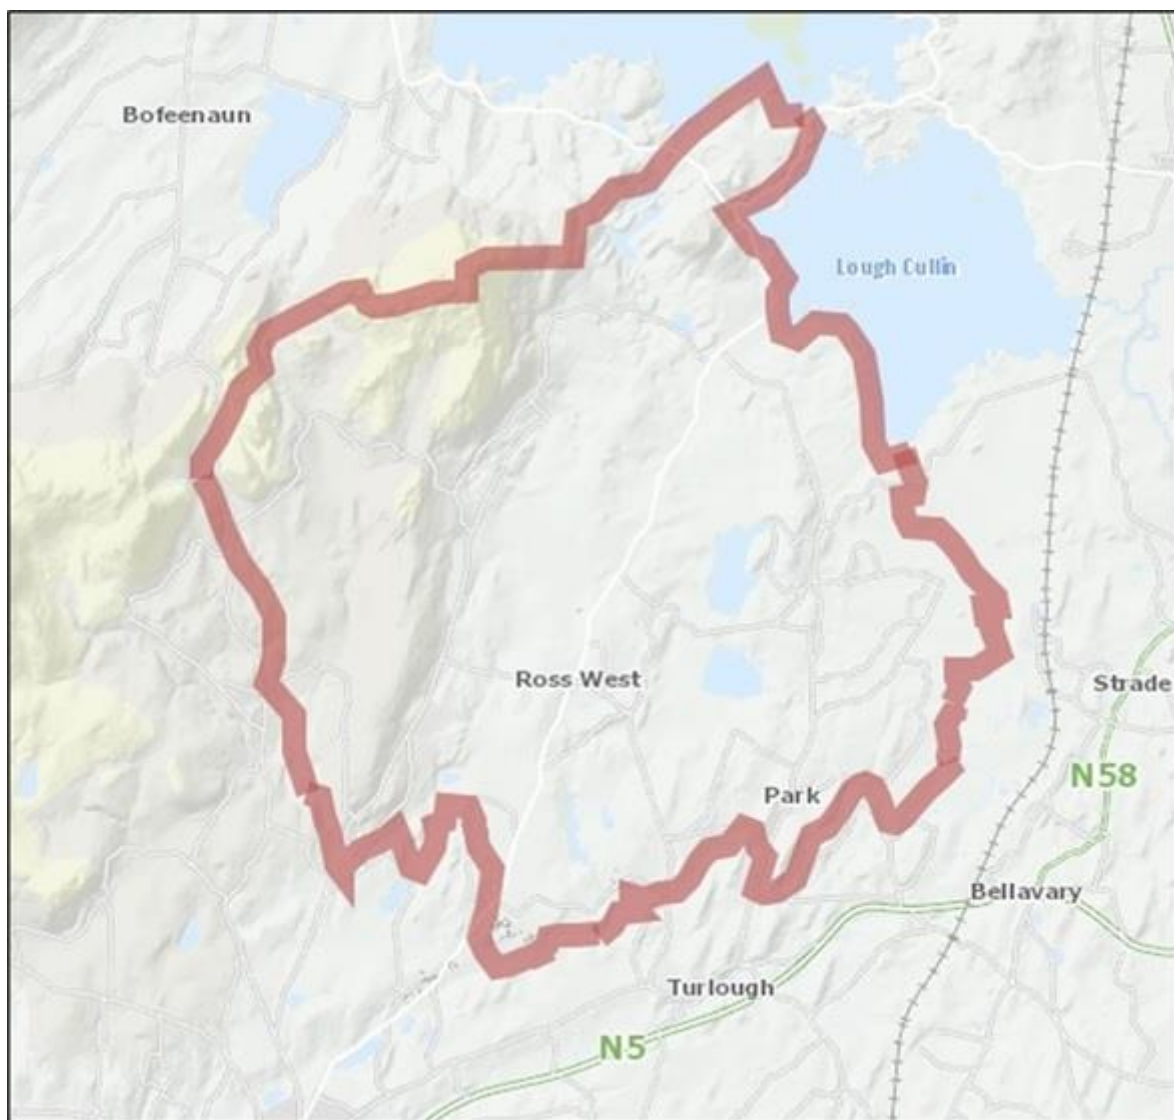 Bofeenaun
Lough Cullin
Ross West
Strade
N58
Park
Bellavary
Turlough
N5